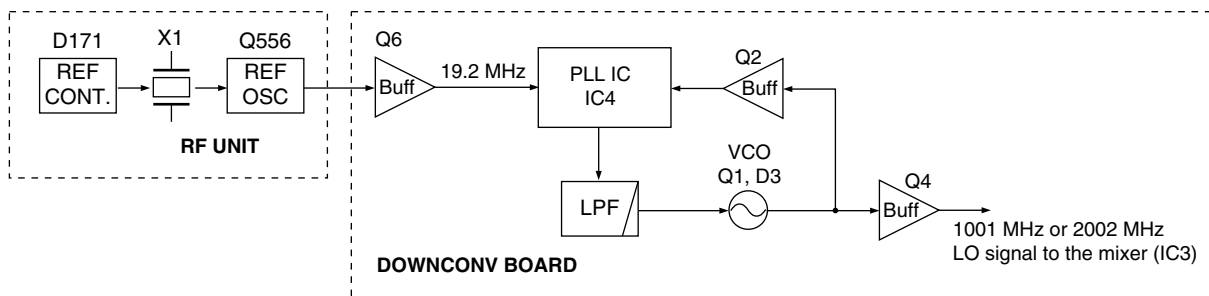 D171
X1
Q556
REF
CONT.
REF
OSC
RF UNIT
Q6
Buff
19.2 MHz
PLL IC
IC4
Q2
Buff
LPF
VCO
Q1, D3
Q4
Buff
1001 MHz or 2002 MHz
LO signal to the mixer (IC3)
DOWNCONV BOARD